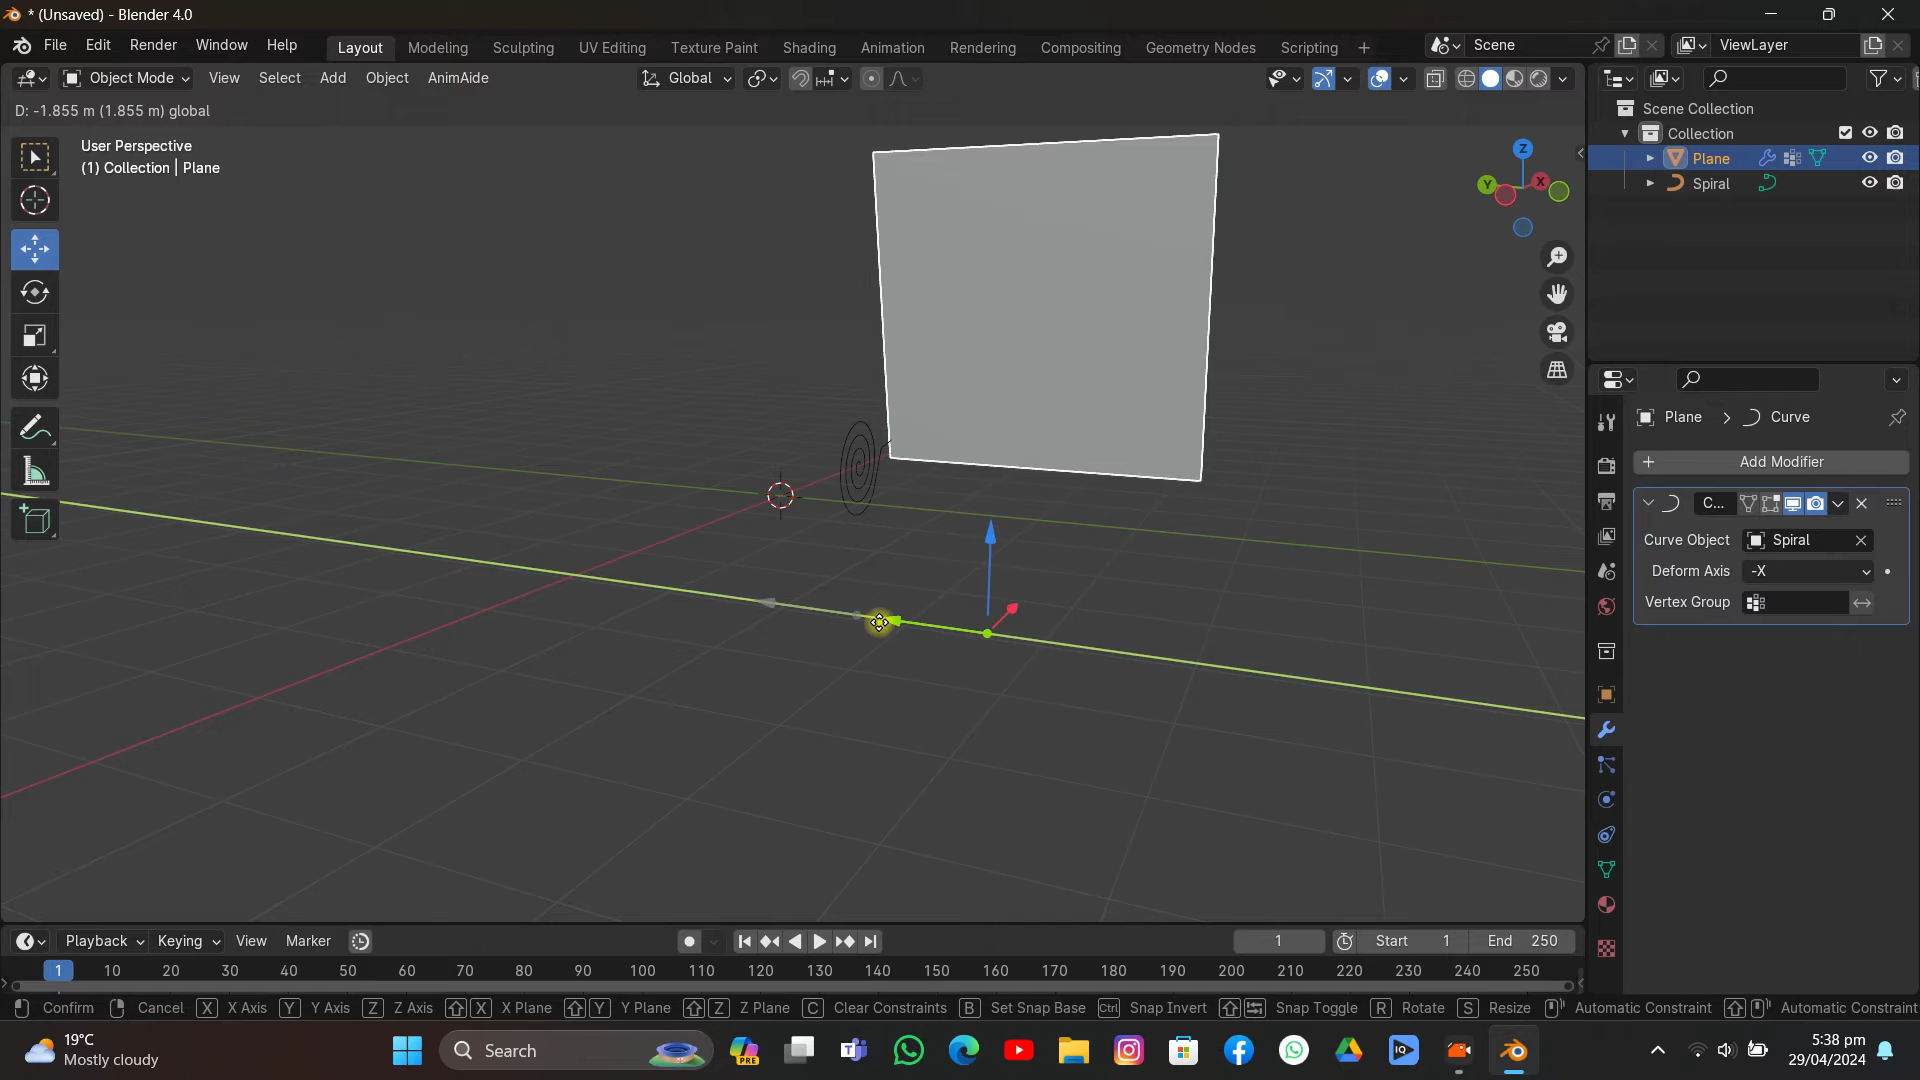 * (Unsaved) - Blender 4.0
File Edit Render Window Help
Layout Modeling Sculpting UV Editing Texture Paint Shading Animation Rendering Compositing Geometry Nodes Scripting +
Scene
ViewLayer
Object Mode View Select Add Object AnimAide
Global
D: -1.855 m (1.855 m) global
User Perspective
(1) Collection | Plane
Z
Y
X
Scene Collection
Collection
Plane
Spiral
Plane > Curve
+ Add Modifier
C...
Curve Object Spiral
Deform Axis -X
Vertex Group
Playback Keying View Marker
1
Start 1
End 250
1 10 20 30 40 50 60 70 80 90 100 110 120 130 140 150 160 170 180 190 200 210 220 230 240 250
Confirm Cancel X X Axis Y Y Axis Z Z Axis X X Plane Y Y Plane Z Z Plane C Clear Constraints B Set Snap Base Ctrl Snap Invert Snap Toggle R Rotate S Resize Automatic Constraint Automatic Constraint
19°C
Mostly cloudy
Search
PRE
IQ
5:38 pm
29/04/2024